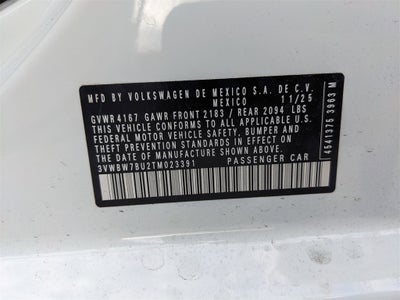 MFD BY VOLKSWAGEN DE MEXICO S.A. DE C.V.
MEXICO 11/25
GVWR 4167 GAWR FRONT 2183 / REAR 2094 LBS
THIS VEHICLE CONFORMS TO ALL APPLICABLE U.S.
FEDERAL MOTOR VEHICLE SAFETY, BUMPER AND
THEFT PREVENTION STANDARDS IN EFFECT ON
THE DATE OF MANUFACTURE SHOWN ABOVE.
3VWBW7BU2TM023391 PASSENGER CAR
4541375 3963 M